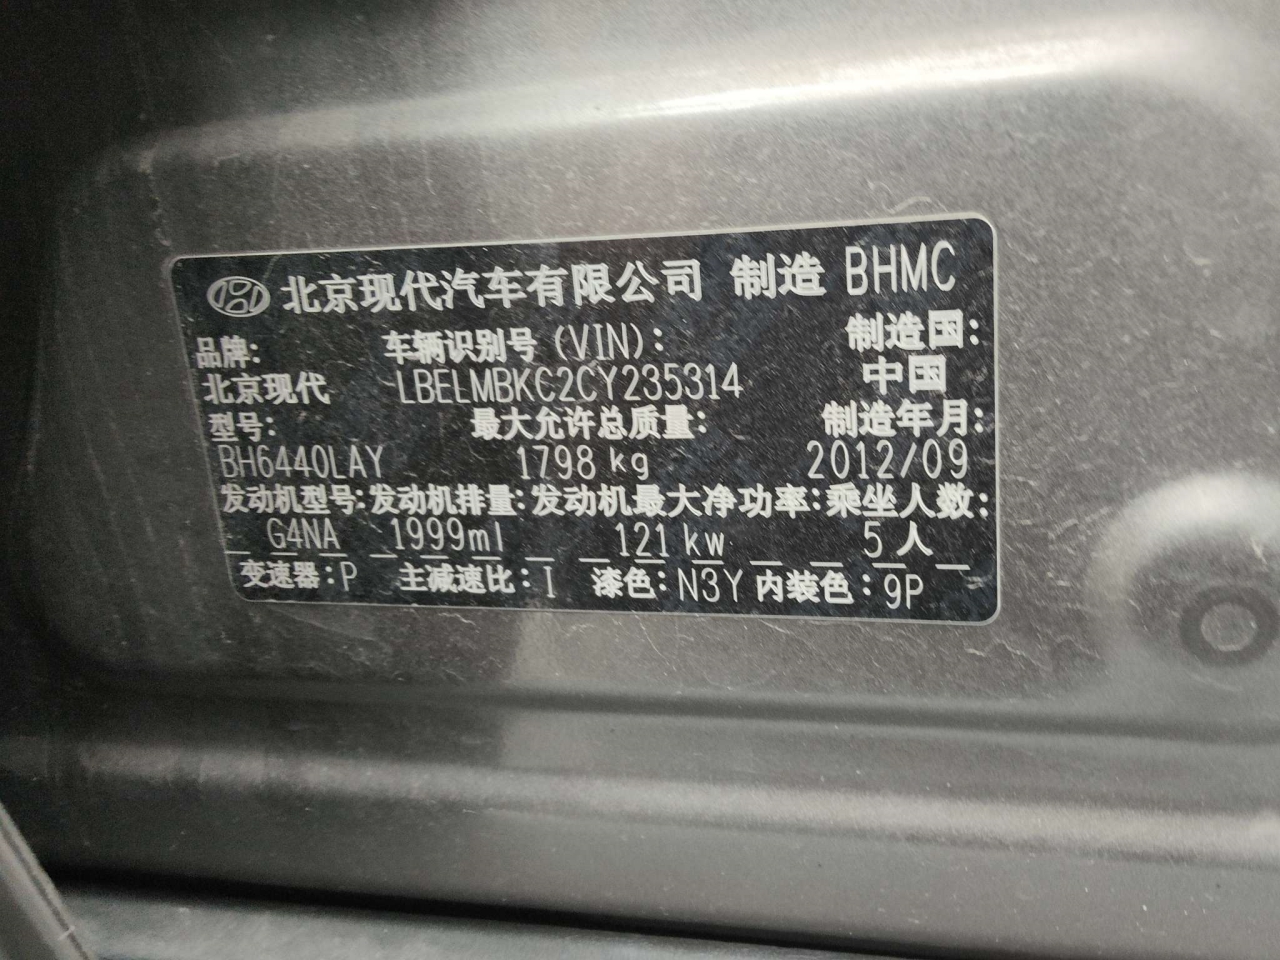 北京现代汽车有限公司 制造 BHMC
品牌: 车辆识别号 (VIN): 制造国:
北京现代 LBELMBKC2CY235314 中国
型号: 最大允许总质量: 制造年月:
BH6440LAY 1798 kg 2012/09
发动机型号: 发动机排量: 发动机最大净功率: 乘坐人数:
G4NA 1999ml 121 kw 5 人
变速器: P 主减速比: I 漆色: N3Y 内装色: 9P